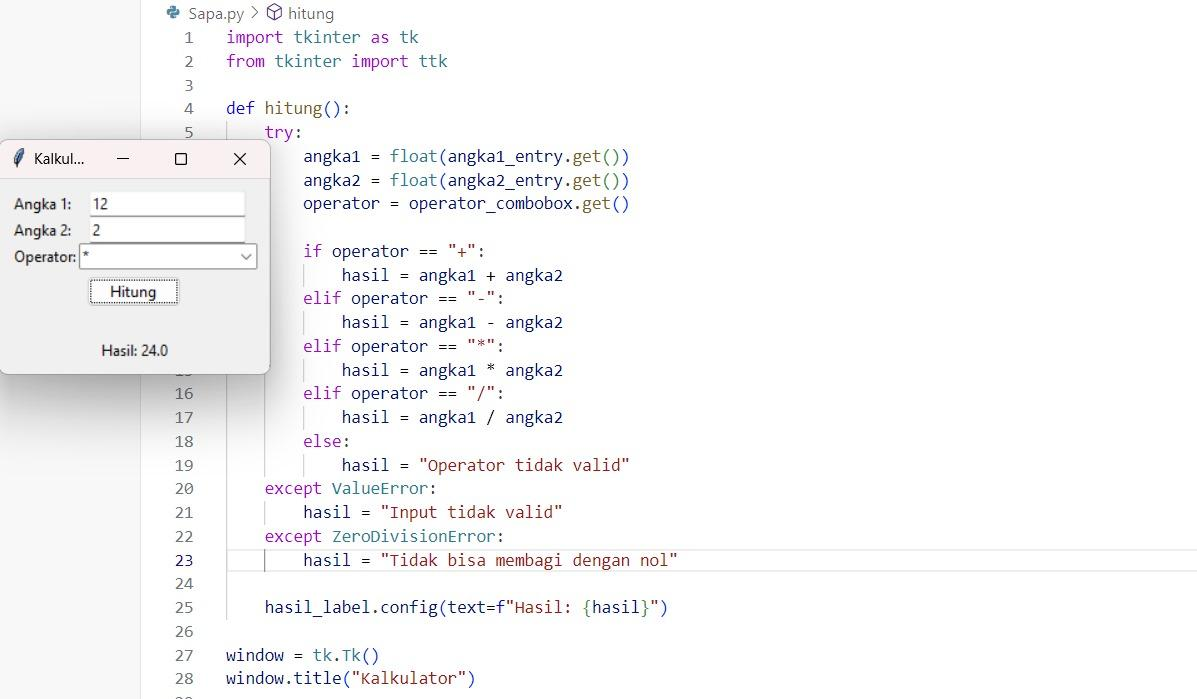 Sapa.py > hitung
1 import tkinter as tk
2 from tkinter import ttk
3
4 def hitung():
5 try:
angka1 = float(angka1_entry.get())
angka2 = float(angka2_entry.get())
operator = operator_combobox.get()
if operator == "+":
hasil = angka1 + angka2
elif operator == "-":
hasil = angka1 - angka2
elif operator == "*":
hasil = angka1 * angka2
16 elif operator == "/":
17 hasil = angka1 / angka2
18 else:
19 hasil = "Operator tidak valid"
20 except ValueError:
21 hasil = "Input tidak valid"
22 except ZeroDivisionError:
23 hasil = "Tidak bisa membagi dengan nol"
24
25 hasil_label.config(text=f"Hasil: {hasil}")
26
27 window = tk.Tk()
28 window.title("Kalkulator")
Kalkul...
Angka 1: 12
Angka 2: 2
Operator: *
Hitung
Hasil: 24.0